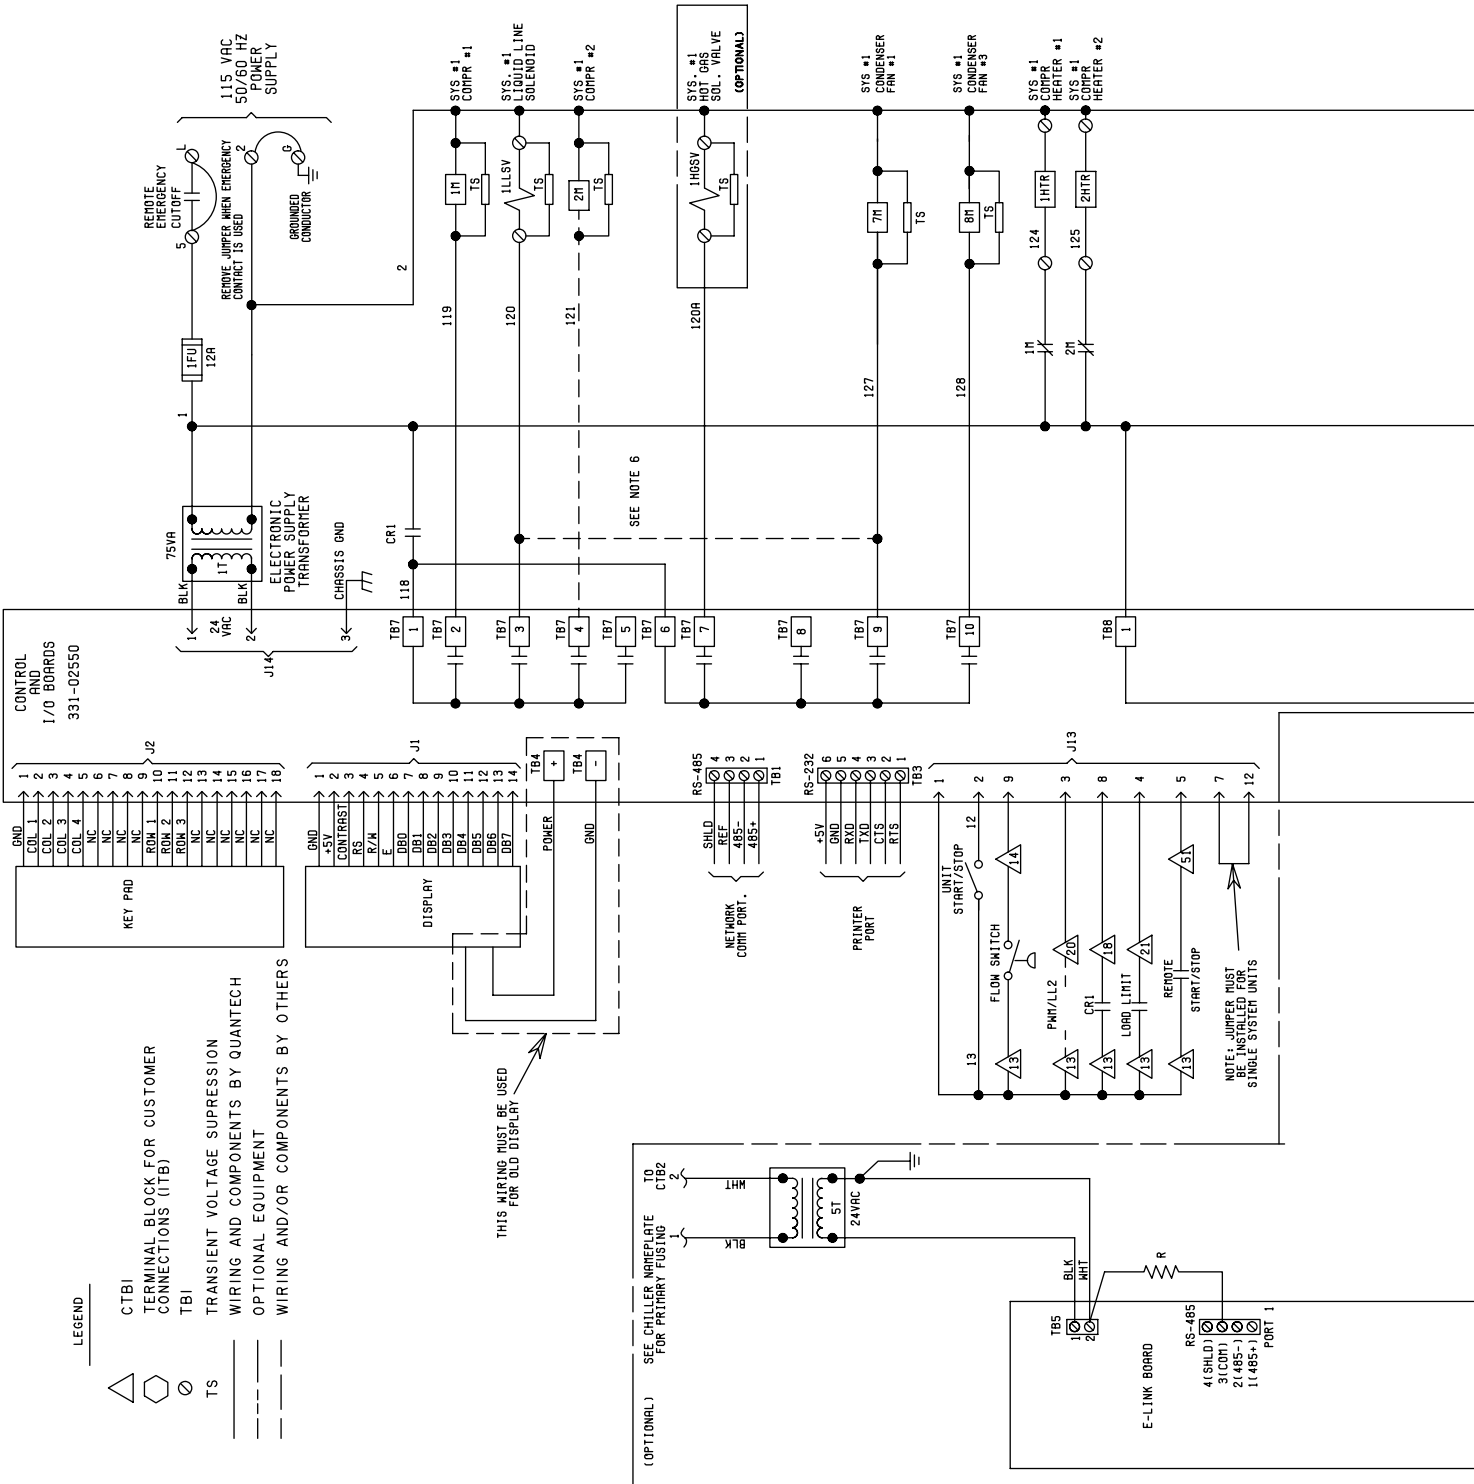 LEGEND
CTB1
TERMINAL BLOCK FOR CUSTOMER
CONNECTIONS (ITB)
TB1
TS
TRANSIENT VOLTAGE SUPRESSION
WIRING AND COMPONENTS BY QUANTECH
OPTIONAL EQUIPMENT
WIRING AND/OR COMPONENTS BY OTHERS
KEY PAD
GND
COL 1
COL 2
COL 3
COL 4
NC
NC
NC
NC
ROW 1
ROW 2
ROW 3
NC
NC
NC
NC
NC
NC
1
2
3
4
5
6
7
8
9
10
11
12
13
14
15
16
17
18
J2
CONTROL
AND
I/O BOARDS
331-02550
DISPLAY
GND
+5V
CONTRAST
RS
R/W
E
DB0
DB1
DB2
DB3
DB4
DB5
DB6
DB7
1
2
3
4
5
6
7
8
9
10
11
12
13
14
J1
THIS WIRING MUST BE USED
FOR OLD DISPLAY
POWER
GND
TB4
+
TB4
-
NETWORK
COMM PORT.
SHLD
REF
485-
485+
RS-485
4
3
2
1
TB1
PRINTER
PORT
+5V
GND
RXD
TXD
CTS
RTS
RS-232
6
5
4
3
2
1
TB3
J13
1
2
9
3
8
4
5
7
12
13
UNIT
START/STOP
12
13
FLOW SWITCH
14
13
PWM/LL2
20
13
CR1
18
13
LOAD LIMIT
21
13
REMOTE
START/STOP
51
NOTE: JUMPER MUST
BE INSTALLED FOR
SINGLE SYSTEM UNITS
(OPTIONAL)
SEE CHILLER NAMEPLATE
FOR PRIMARY FUSING
TO
CTB2
2
1
WHT
BLK
5T
24VAC
BLK
WHT
R
TB5
1
2
E-LINK BOARD
RS-485
4(SHLD)
3(COM)
2(485-)
1(485+)
PORT 1
J14
1
24
VAC
2
3
BLK
BLK
75VA
1T
ELECTRONIC
POWER SUPPLY
TRANSFORMER
CHASSIS GND
1
1FU
12A
5
REMOTE
EMERGENCY
CUTOFF
L
REMOVE JUMPER WHEN EMERGENCY
CONTACT IS USED
2
G
GROUNDED
CONDUCTOR
115 VAC
50/60 HZ
POWER
SUPPLY
2
TB7
1
118
CR1
TB7
2
119
1M
TS
SYS #1
COMPR #1
TB7
3
120
1LLSV
TS
SYS. #1
LIQUID LINE
SOLENOID
TB7
4
121
2M
TS
SYS #1
COMPR #2
TB7
5
SEE NOTE 6
TB7
6
TB7
7
120A
1HGSV
TS
SYS. #1
HOT GAS
SOL. VALVE
(OPTIONAL)
TB7
8
TB7
9
127
7M
TS
SYS #1
CONDENSER
FAN #1
TB7
10
128
8M
TS
SYS #1
CONDENSER
FAN #3
1M
124
1HTR
SYS #1
COMPR
HEATER #1
2M
125
2HTR
SYS #1
COMPR
HEATER #2
TB8
1